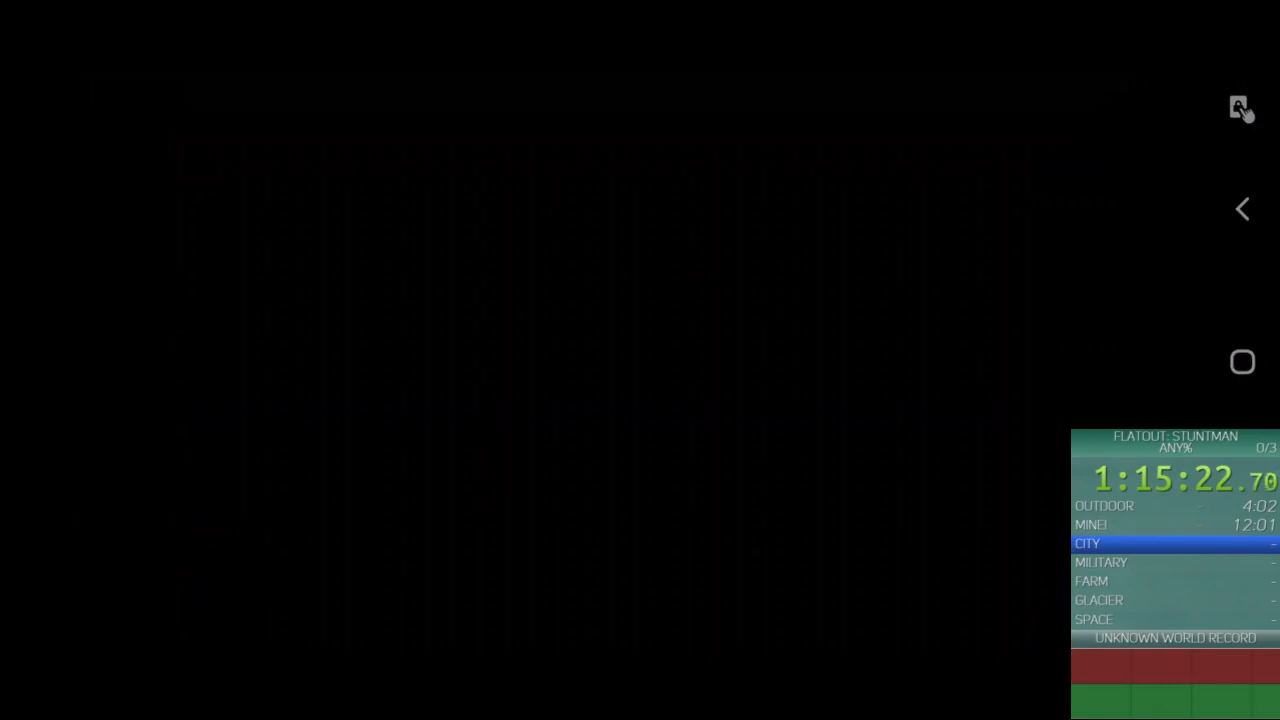 FLATOUT: STUNTMAN
ANY% 0/3
1:15:22.70
OUTDOOR - 4:02
MINEI - 12:01
CITY -
MILITARY -
FARM -
GLACIER -
SPACE -
UNKNOWN WORLD RECORD